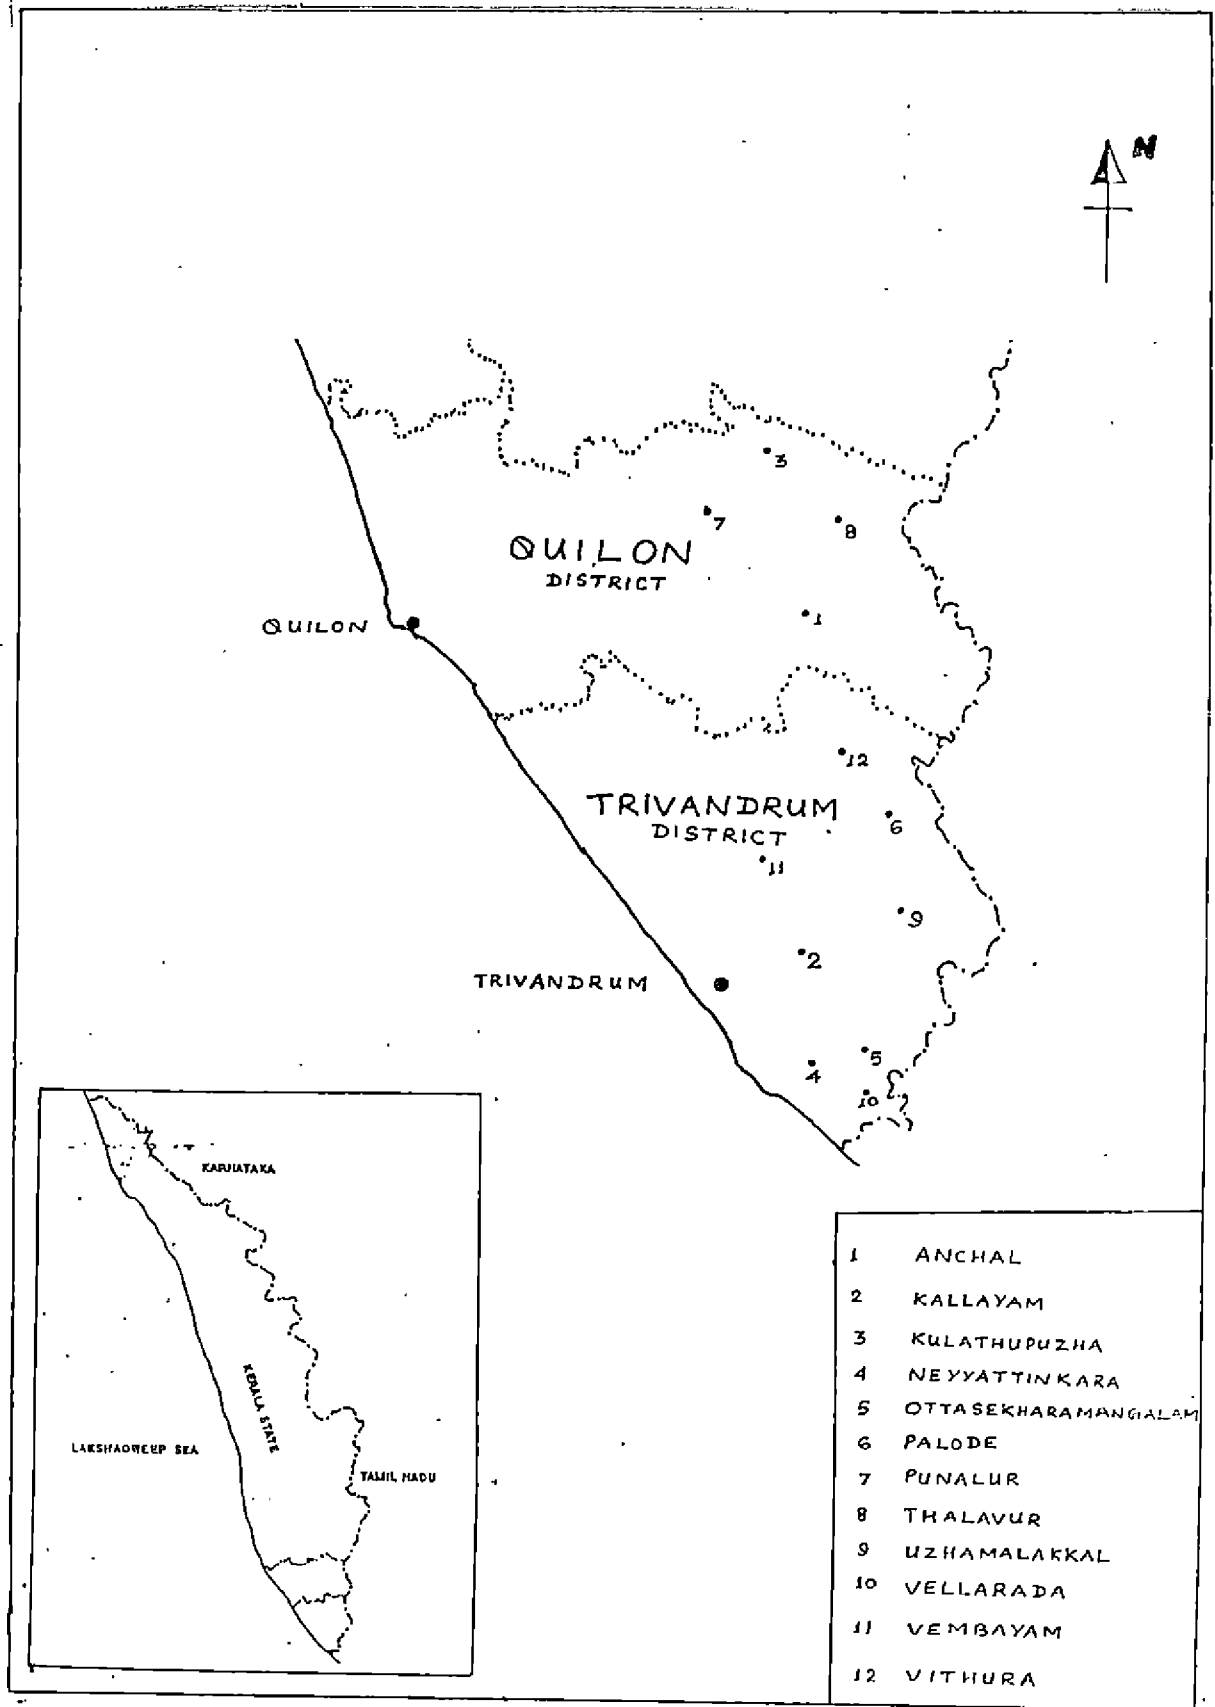 N
3
7
8
QUILON
DISTRICT
1
QUILON
12
TRIVANDRUM
DISTRICT
6
11
9
2
TRIVANDRUM
5
4
10
KARNATAKA
KERALA STATE
LAKSHADWEEP SEA
TAMIL NADU
1 ANCHAL
2 KALLAYAM
3 KULATHUPUZHA
4 NEYYATTINKARA
5 OTTASEKHARAMANGALAM
6 PALODE
7 PUNALUR
8 THALAVUR
9 UZHAMALAKKAL
10 VELLARADA
11 VEMBAYAM
12 VITHURA